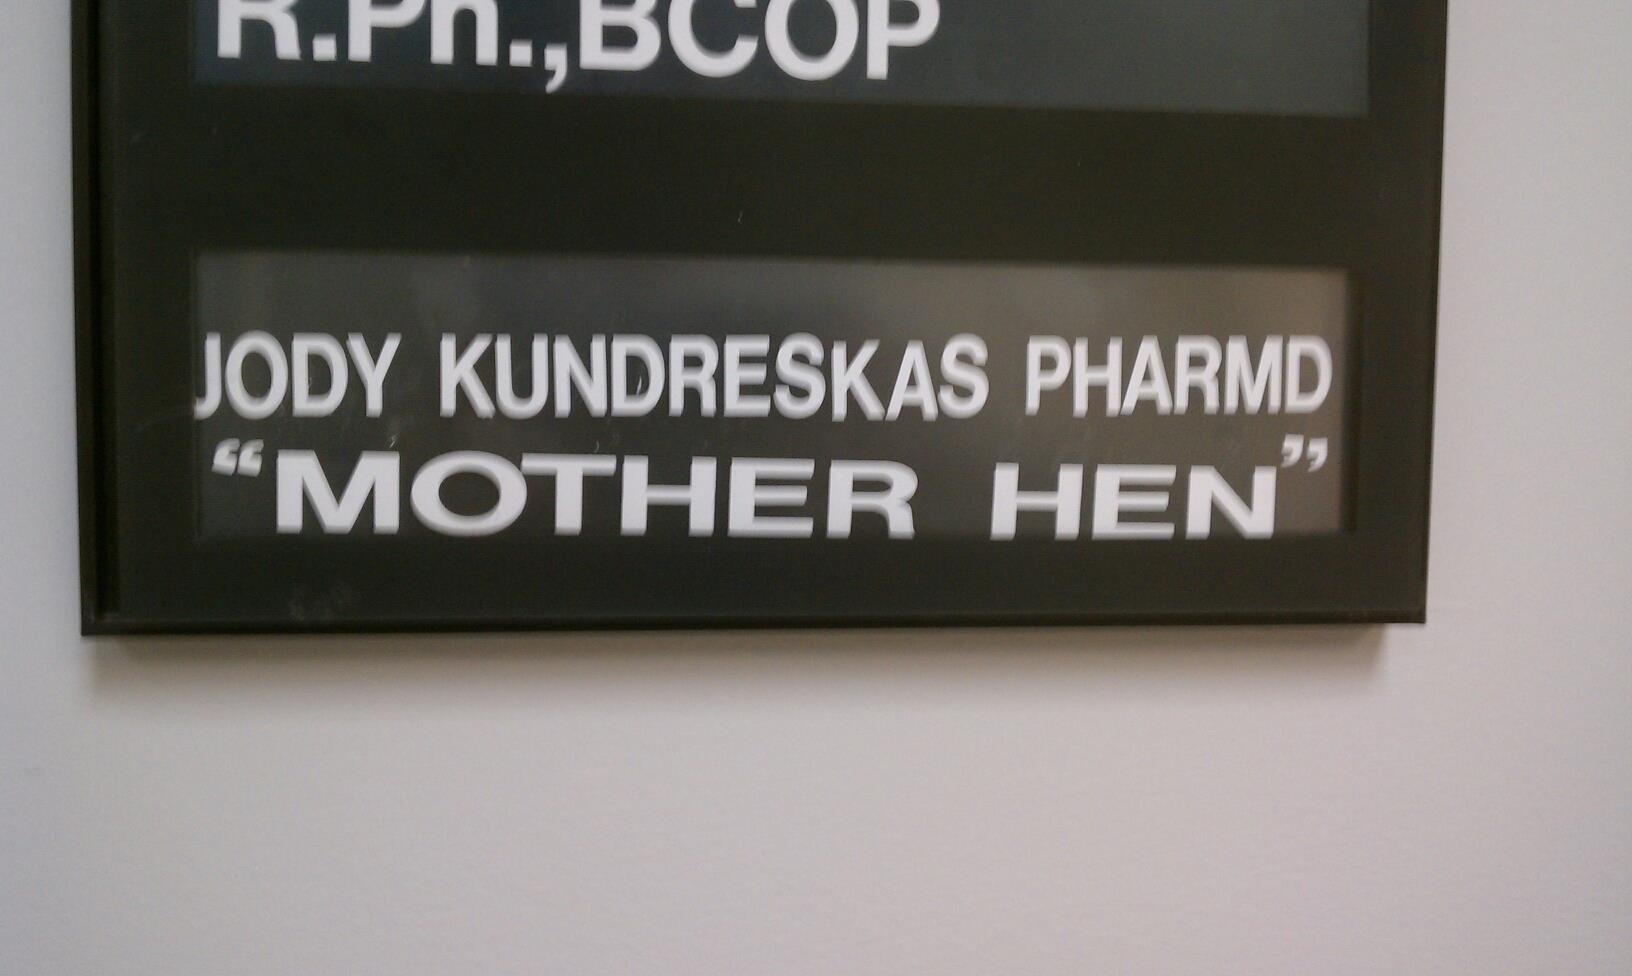 R.Ph.,BCOP
JODY KUNDRESKAS PHARMD
“MOTHER HEN”